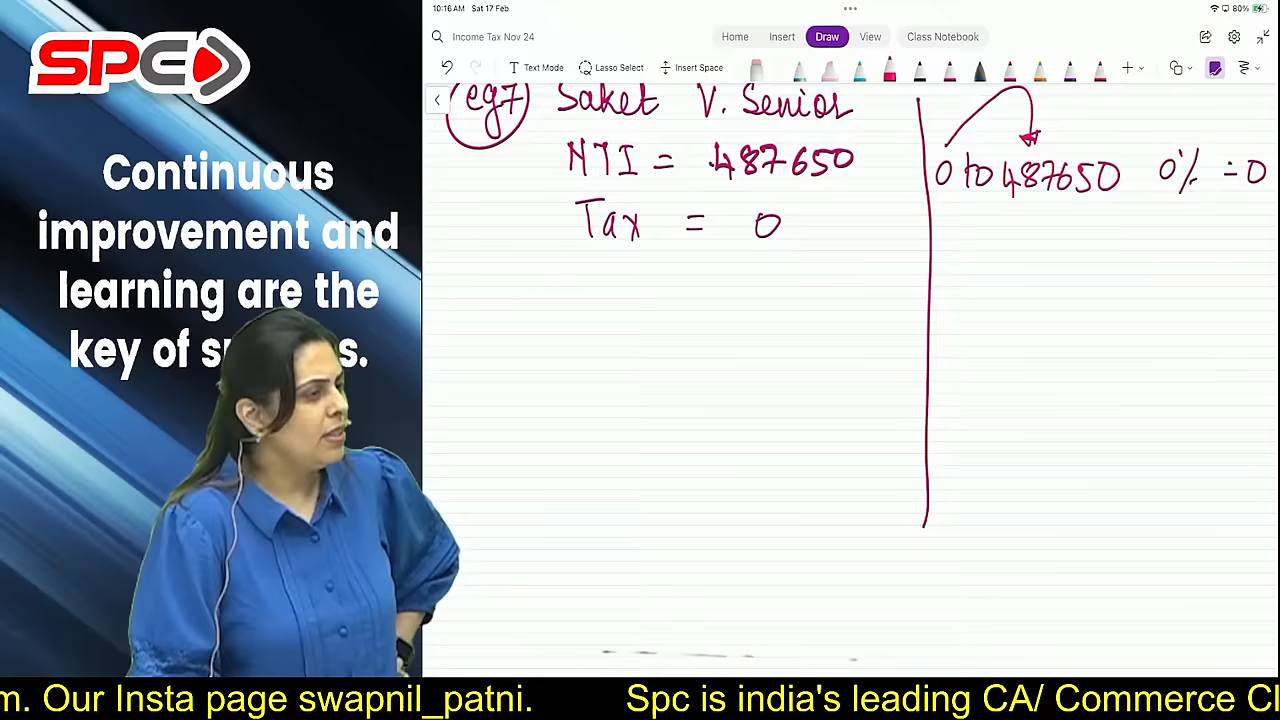 10:16 AM Sat 17 Feb
80%
Income Tax Nov 24
Home Insert Draw View Class Notebook
Text Mode Lasso Select Insert Space
SPC
Continuous
improvement and
learning are the
key of s s.
eg7 Saket V. Senior
NTI = 487650
Tax = 0
0 to 487650 0% = 0
m. Our Insta page swapnil_patni. Spc is india's leading CA/ Commerce Cl